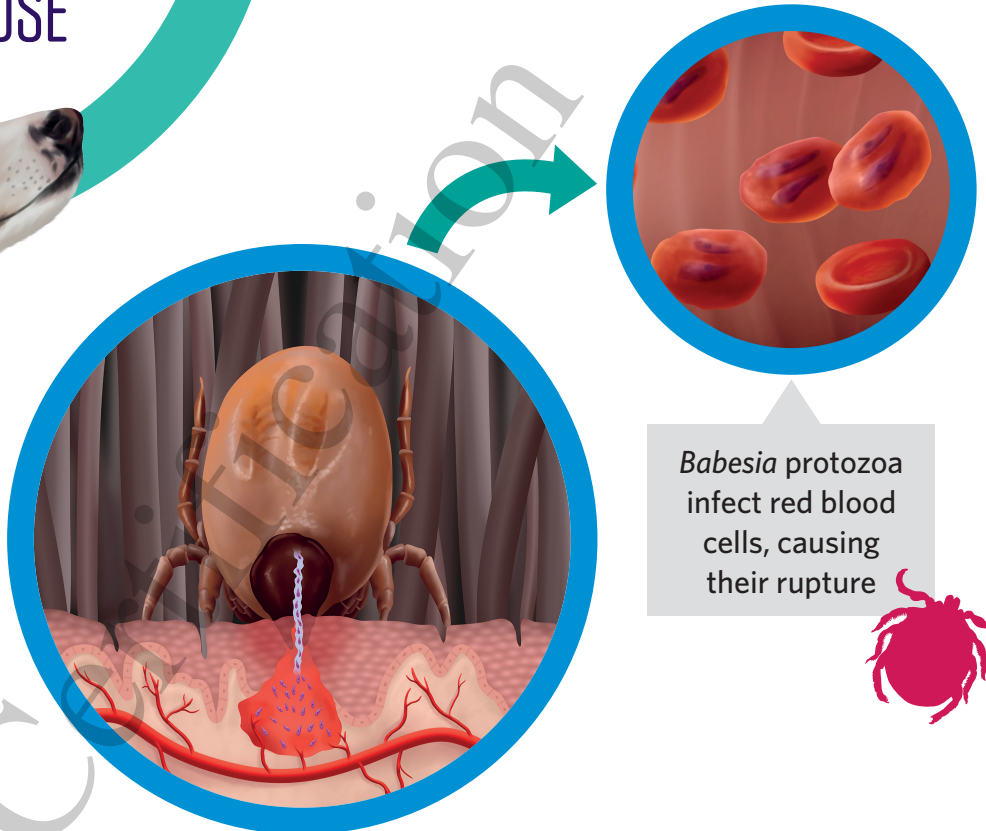 USE
Certification
Babesia protozoa
infect red blood
cells, causing
their rupture